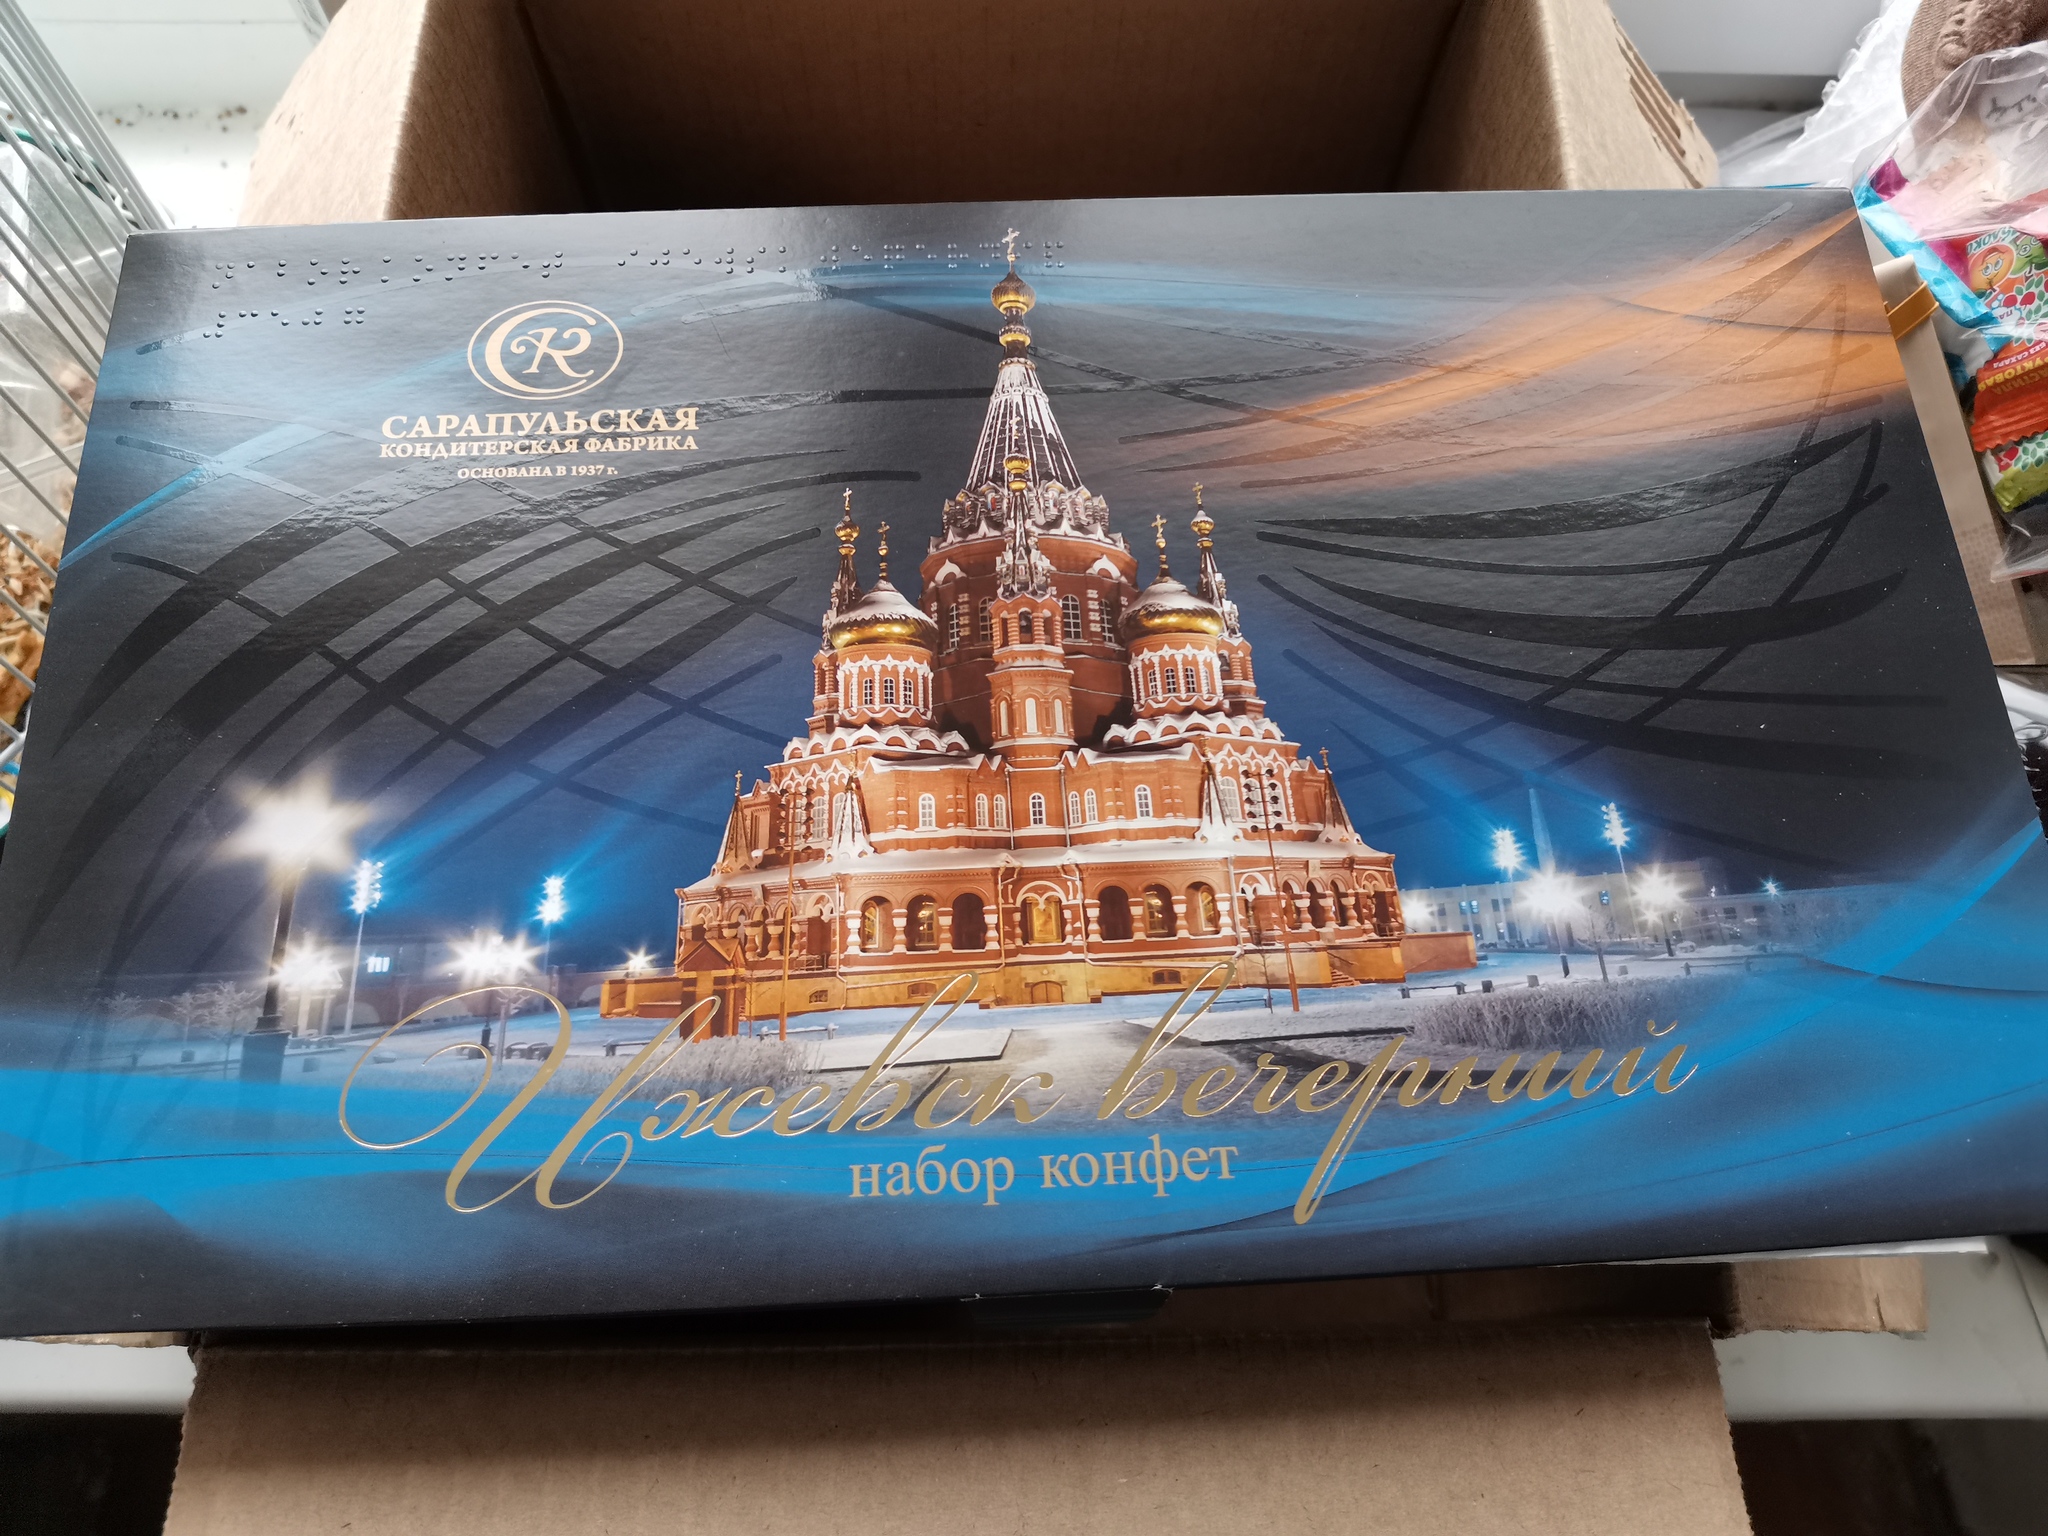 СК
САРАПУЛЬСКАЯ
КОНДИТЕРСКАЯ ФАБРИКА
ОСНОВАНА В 1937 г.
Ижевск вечерний
набор конфет